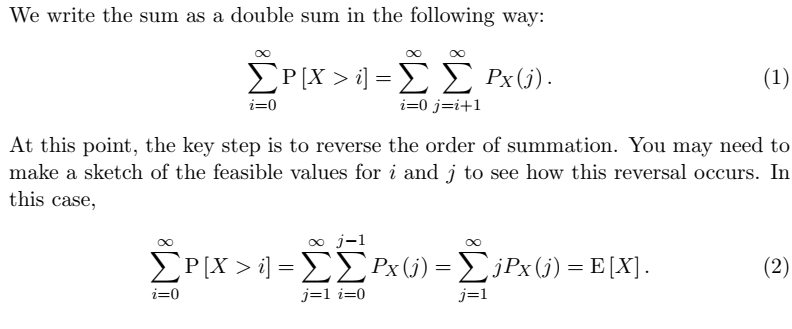 We write the sum as a double sum in the following way:
∞ ∑ i=0 P [X > i] = ∞ ∑ i=0 ∞ ∑ j=i+1 P_X(j). (1)
At this point, the key step is to reverse the order of summation. You may need to
make a sketch of the feasible values for i and j to see how this reversal occurs. In
this case,
∞ ∑ i=0 P [X > i] = ∞ ∑ j=1 j−1 ∑ i=0 P_X(j) = ∞ ∑ j=1 jP_X(j) = E [X]. (2)